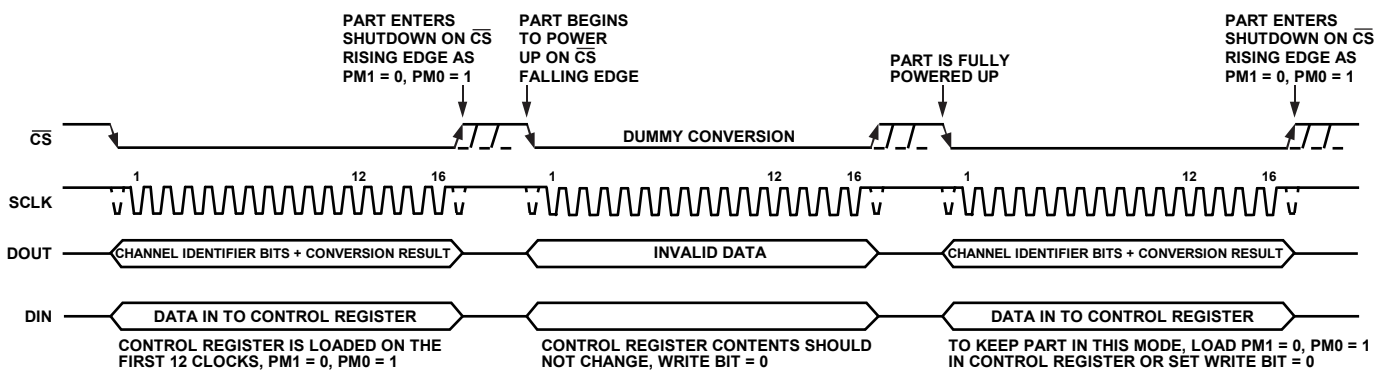 PART ENTERS
SHUTDOWN ON CS
RISING EDGE AS
PM1 = 0, PM0 = 1
PART BEGINS
TO POWER
UP ON CS
FALLING EDGE
PART IS FULLY
POWERED UP
PART ENTERS
SHUTDOWN ON CS
RISING EDGE AS
PM1 = 0, PM0 = 1
CS
DUMMY CONVERSION
SCLK
1 12 16 1 12 16 1 12 16
DOUT
CHANNEL IDENTIFIER BITS + CONVERSION RESULT
INVALID DATA
CHANNEL IDENTIFIER BITS + CONVERSION RESULT
DIN
DATA IN TO CONTROL REGISTER
DATA IN TO CONTROL REGISTER
CONTROL REGISTER IS LOADED ON THE
FIRST 12 CLOCKS, PM1 = 0, PM0 = 1
CONTROL REGISTER CONTENTS SHOULD
NOT CHANGE, WRITE BIT = 0
TO KEEP PART IN THIS MODE, LOAD PM1 = 0, PM0 = 1
IN CONTROL REGISTER OR SET WRITE BIT = 0